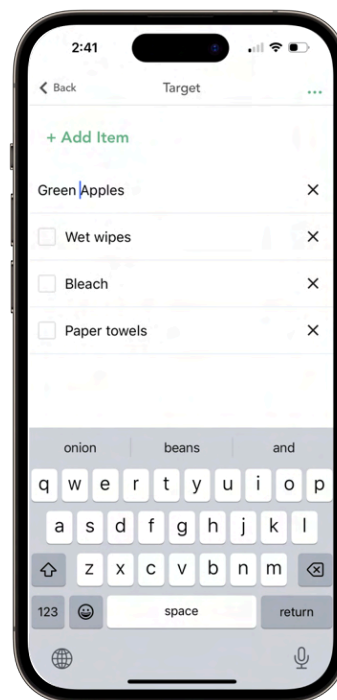 2:41
Back Target ...
+ Add Item
Green Apples
Wet wipes
Bleach
Paper towels
onion beans and
q w e r t y u i o p
a s d f g h j k l
z x c v b n m
123 space return